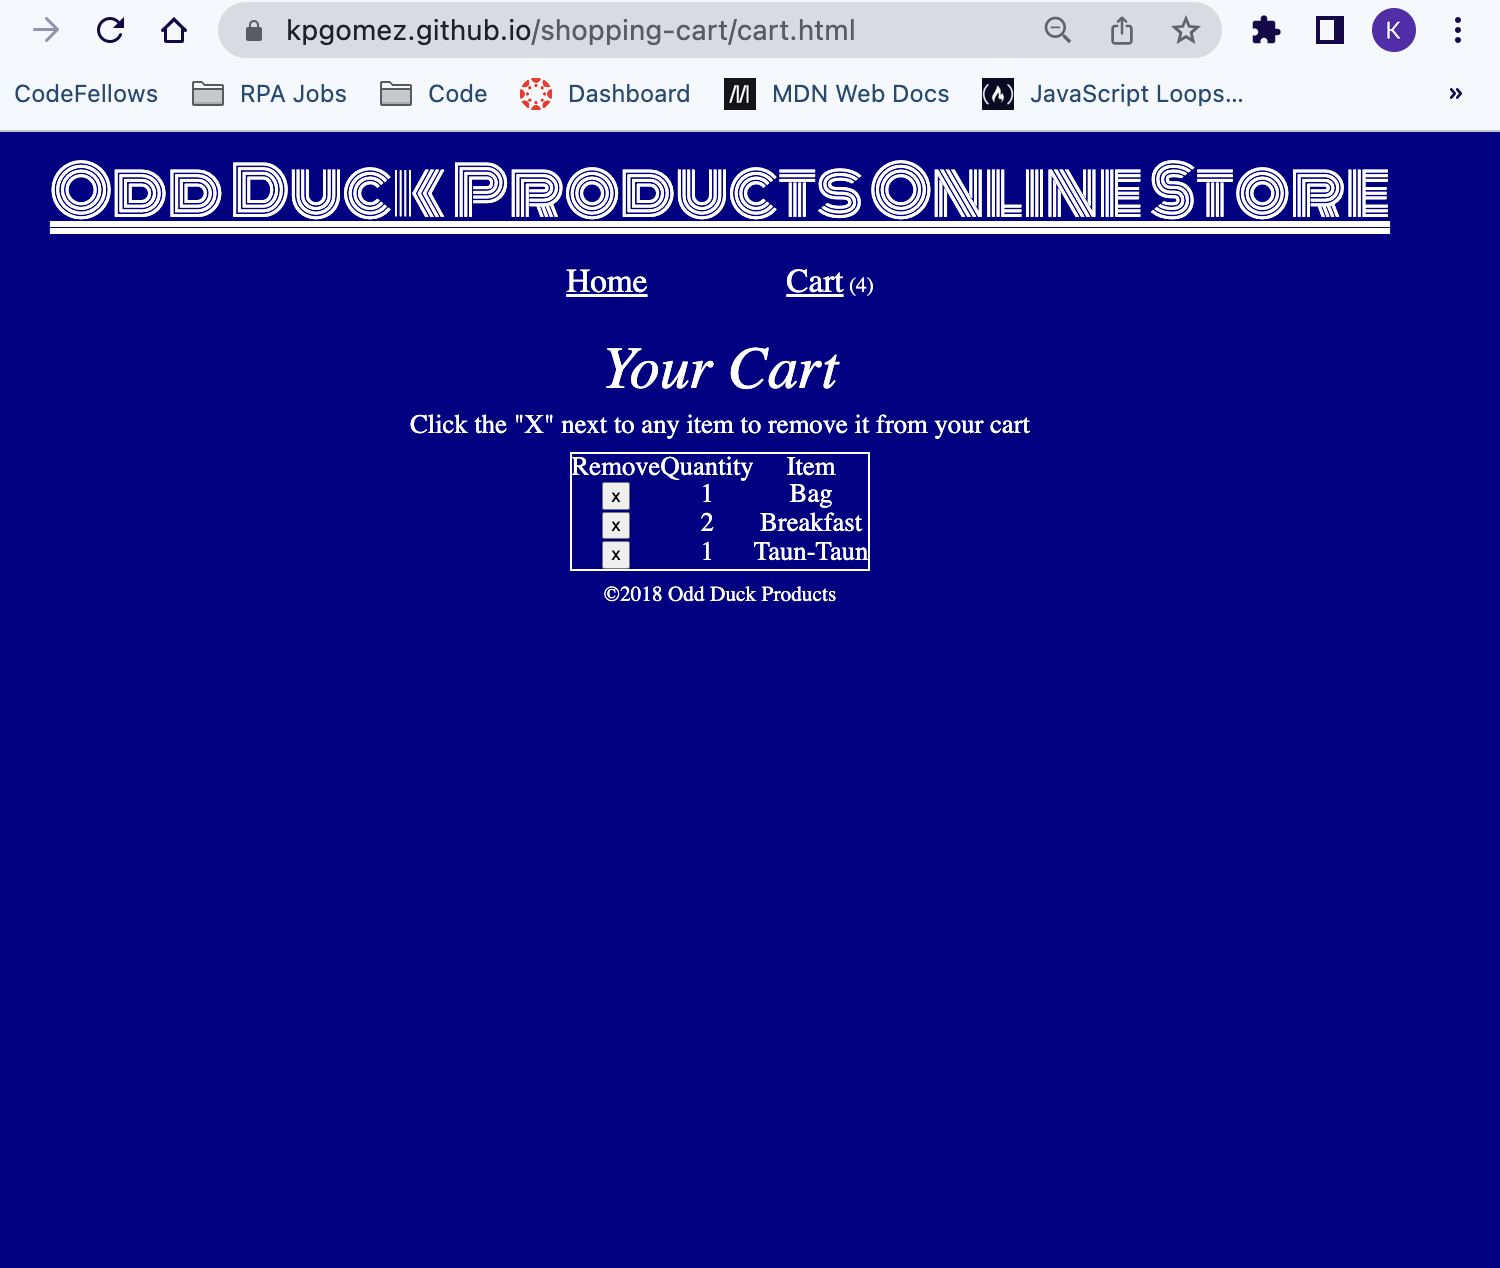 kpgomez.github.io/shopping-cart/cart.html
K
CodeFellows RPA Jobs Code Dashboard MDN Web Docs JavaScript Loops... »
Odd Duck Products Online Store
Home Cart (4)
Your Cart
Click the "X" next to any item to remove it from your cart
Remove Quantity Item
x 1 Bag
x 2 Breakfast
x 1 Taun-Taun
©2018 Odd Duck Products